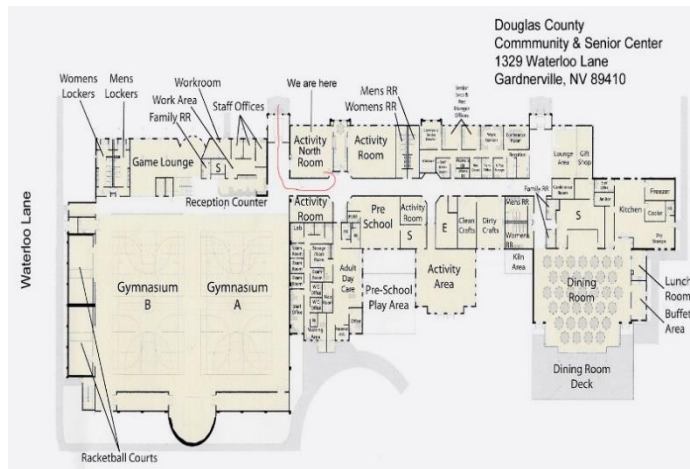 Douglas County
Commmunity & Senior Center
1329 Waterloo Lane
Gardnerville, NV 89410
Womens
Lockers
Mens
Lockers
Workroom
Work Area
Family RR
Staff Offices
We are here
Mens RR
Womens RR
Game Lounge
S
Activity
North
Room
Activity
Room
Lounge
Area
Gift
Shop
Reception Counter
Waterloo Lane
Activity
Room
Lab
Pre
School
Activity
Room
S
E
Clean
Crafts
Dirty
Crafts
Mens
RR
Womens
RR
Family RR
S
Kitchen
Freezer
Cooler
Kiln
Area
Gymnasium
B
Gymnasium
A
Adult
Day
Care
Pre-School
Play Area
Activity
Area
Dining
Room
Lunch
Room
Buffet
Area
Dining Room
Deck
Racketball Courts